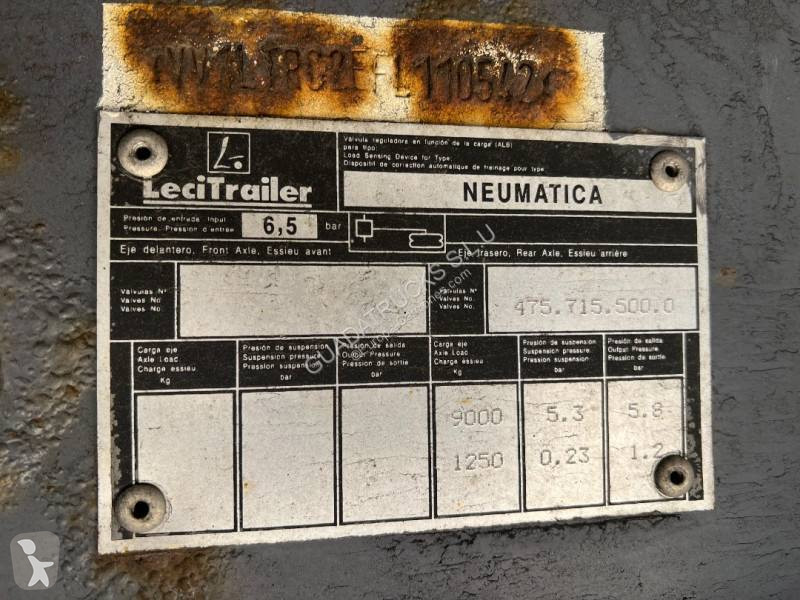 Válvula reguladora en función de la carga (ALB)
para tipo:
Load Sensing Device for Type:
Dispositif de correction automatique de freinage pour type:
L.
LeciTrailer
NEUMATICA
Presión de entrada, Input
Pressure, Pression d'entrée
6,5 bar
Eje delantero, Front Axle, Essieu avant
Eje trasero, Rear Axle, Essieu arrière
Válvulas Nº
Valves No.
Valves No.
Válvulas Nº
Valves No.
Valves No.
475.715.500.0
Carga eje
Axle Load
Charge essieu
Kg
Presión de suspensión
Suspension pressure
Pression suspension
bar
Presión de salida
Output Pressure
Pression de sortie
bar
Carga eje
Axle Load
Charge essieu
Kg
Presión de suspensión
Suspension pressure
Pression suspension
bar
Presión de salida
Output Pressure
Pression de sortie
bar
9000 5.3 5.8
1250 0,23 1.2
GUADITRUCKS S.L.U